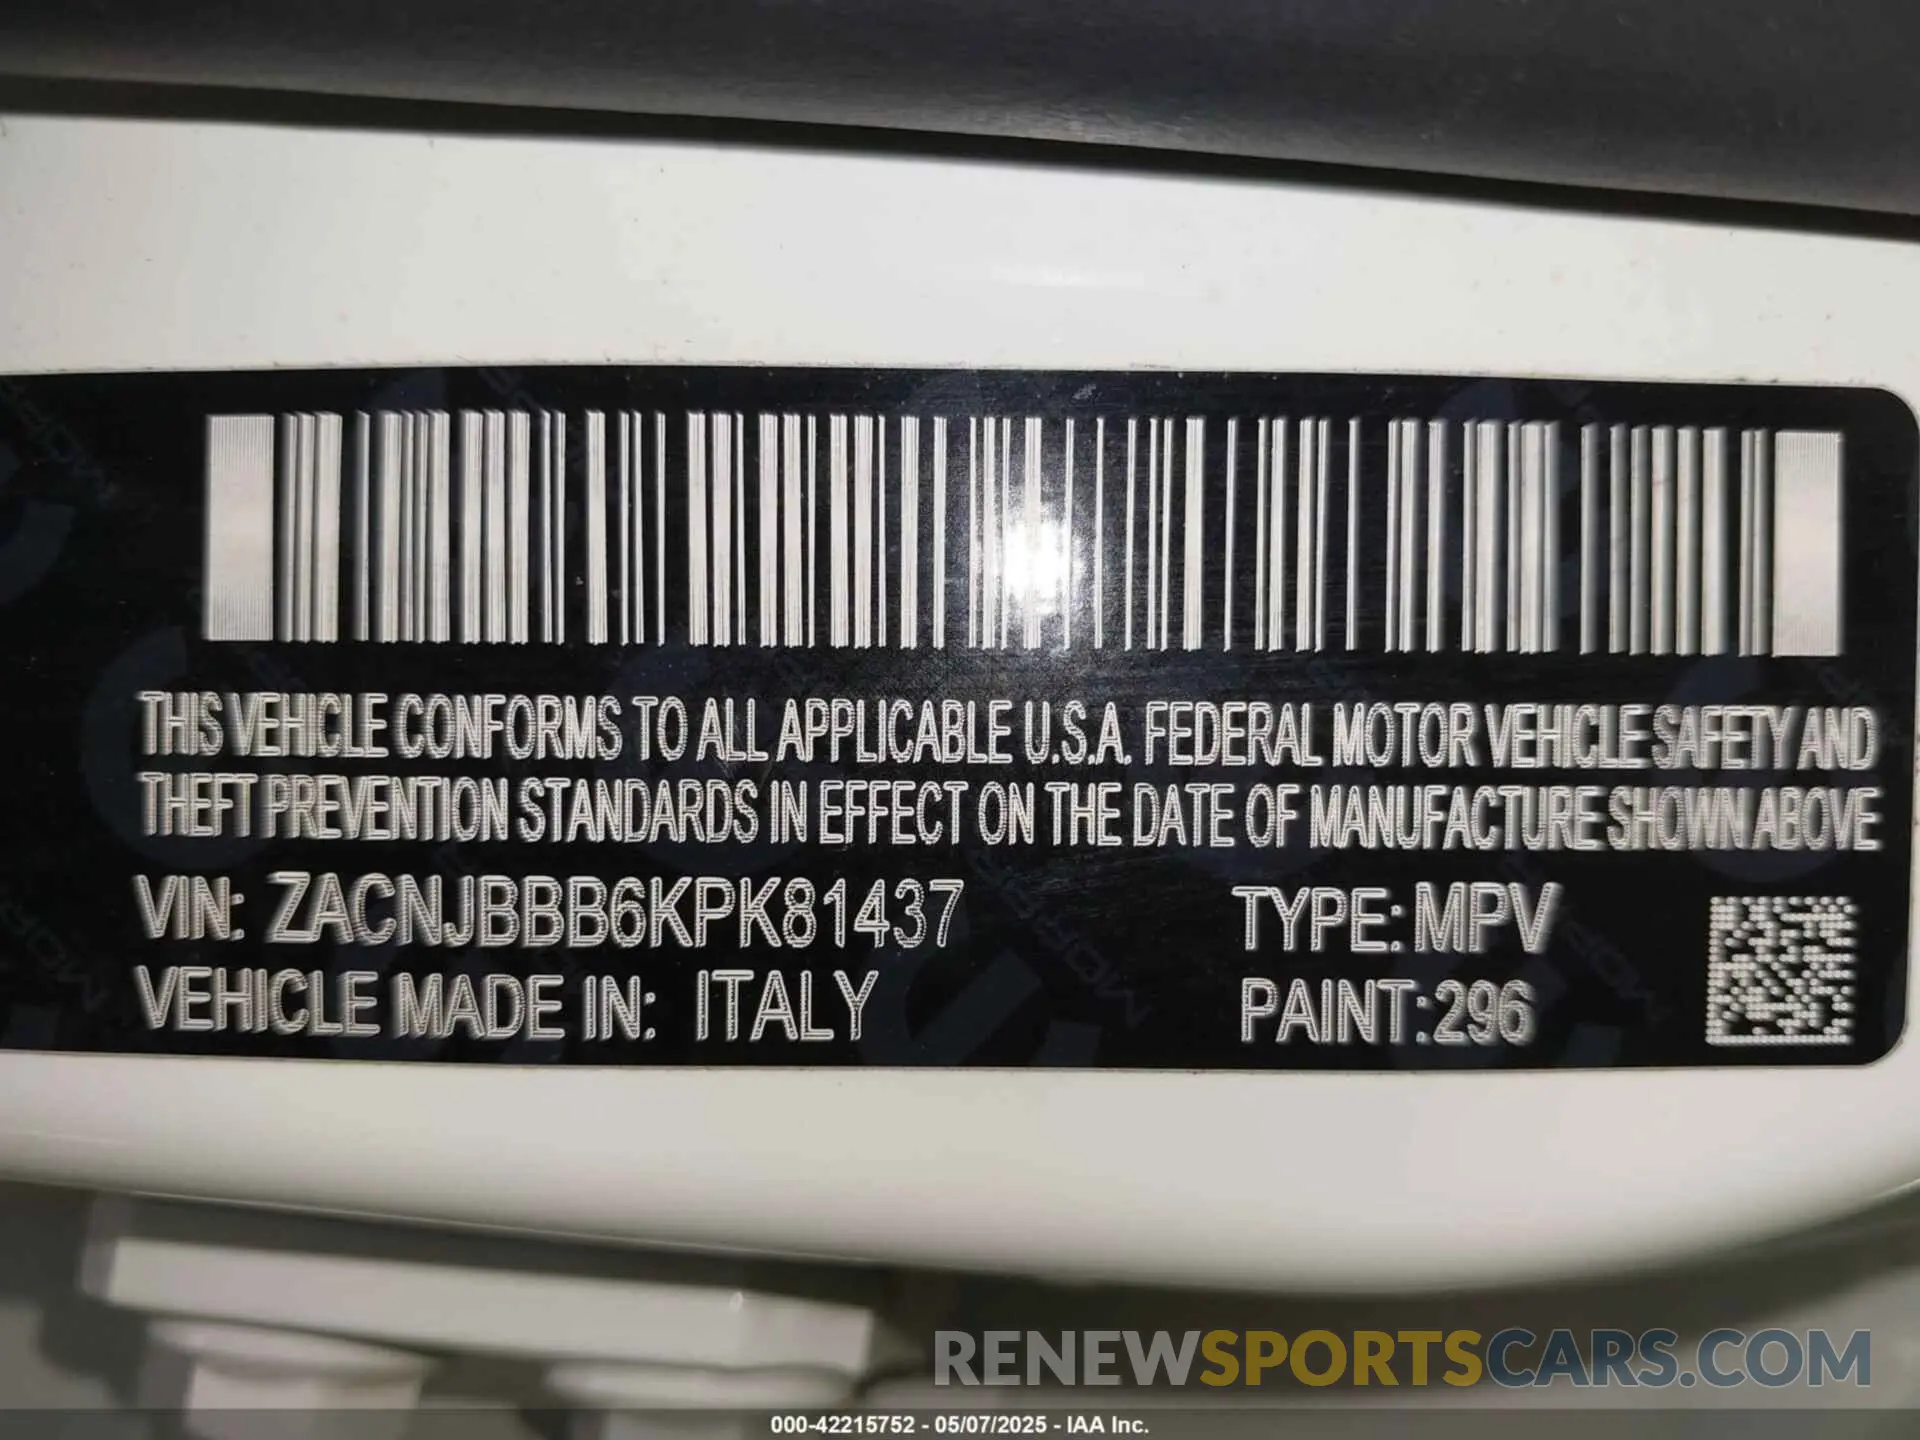 THIS VEHICLE CONFORMS TO ALL APPLICABLE U.S.A. FEDERAL MOTOR VEHICLE SAFETY AND
THEFT PREVENTION STANDARDS IN EFFECT ON THE DATE OF MANUFACTURE SHOWN ABOVE
VIN: ZACNJBBB6KPK81437 TYPE: MPV
VEHICLE MADE IN: ITALY PAINT: 296
RENEWSPORTSCARS.COM
000-42215752 - 05/07/2025 - IAA Inc.